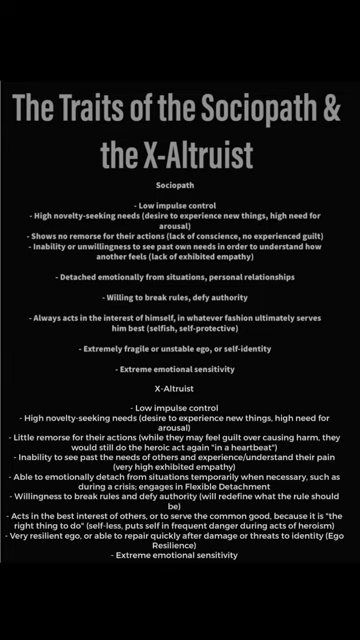 The Traits of the Sociopath &
the X-Altruist
Sociopath
- Low impulse control
- High novelty-seeking needs (desire to experience new things, high need for
arousal)
- Shows no remorse for their actions (lack of conscience, no experienced guilt)
- Inability or unwillingness to see past own needs in order to understand how
another feels (lack of exhibited empathy)
- Detached emotionally from situations, personal relationships
- Willing to break rules, defy authority
- Always acts in the interest of himself, in whatever fashion ultimately serves
him best (selfish, self-protective)
- Extremely fragile or unstable ego, or self-identity
- Extreme emotional sensitivity
X-Altruist
- Low impulse control
- High novelty-seeking needs (desire to experience new things, high need for
arousal)
- Little remorse for their actions (while they may feel guilt over causing harm, they
would still do the heroic act again "in a heartbeat")
- Inability to see past the needs of others and experience/understand their pain
(very high exhibited empathy)
- Able to emotionally detach from situations temporarily when necessary, such as
during a crisis; engages in Flexible Detachment
- Willingness to break rules and defy authority (will redefine what the rule should
be)
- Acts in the best interest of others, or to serve the common good, because it is "the
right thing to do" (self-less, puts self in frequent danger during acts of heroism)
- Very resilient ego, or able to repair quickly after damage or threats to identity (Ego
Resilience)
- Extreme emotional sensitivity